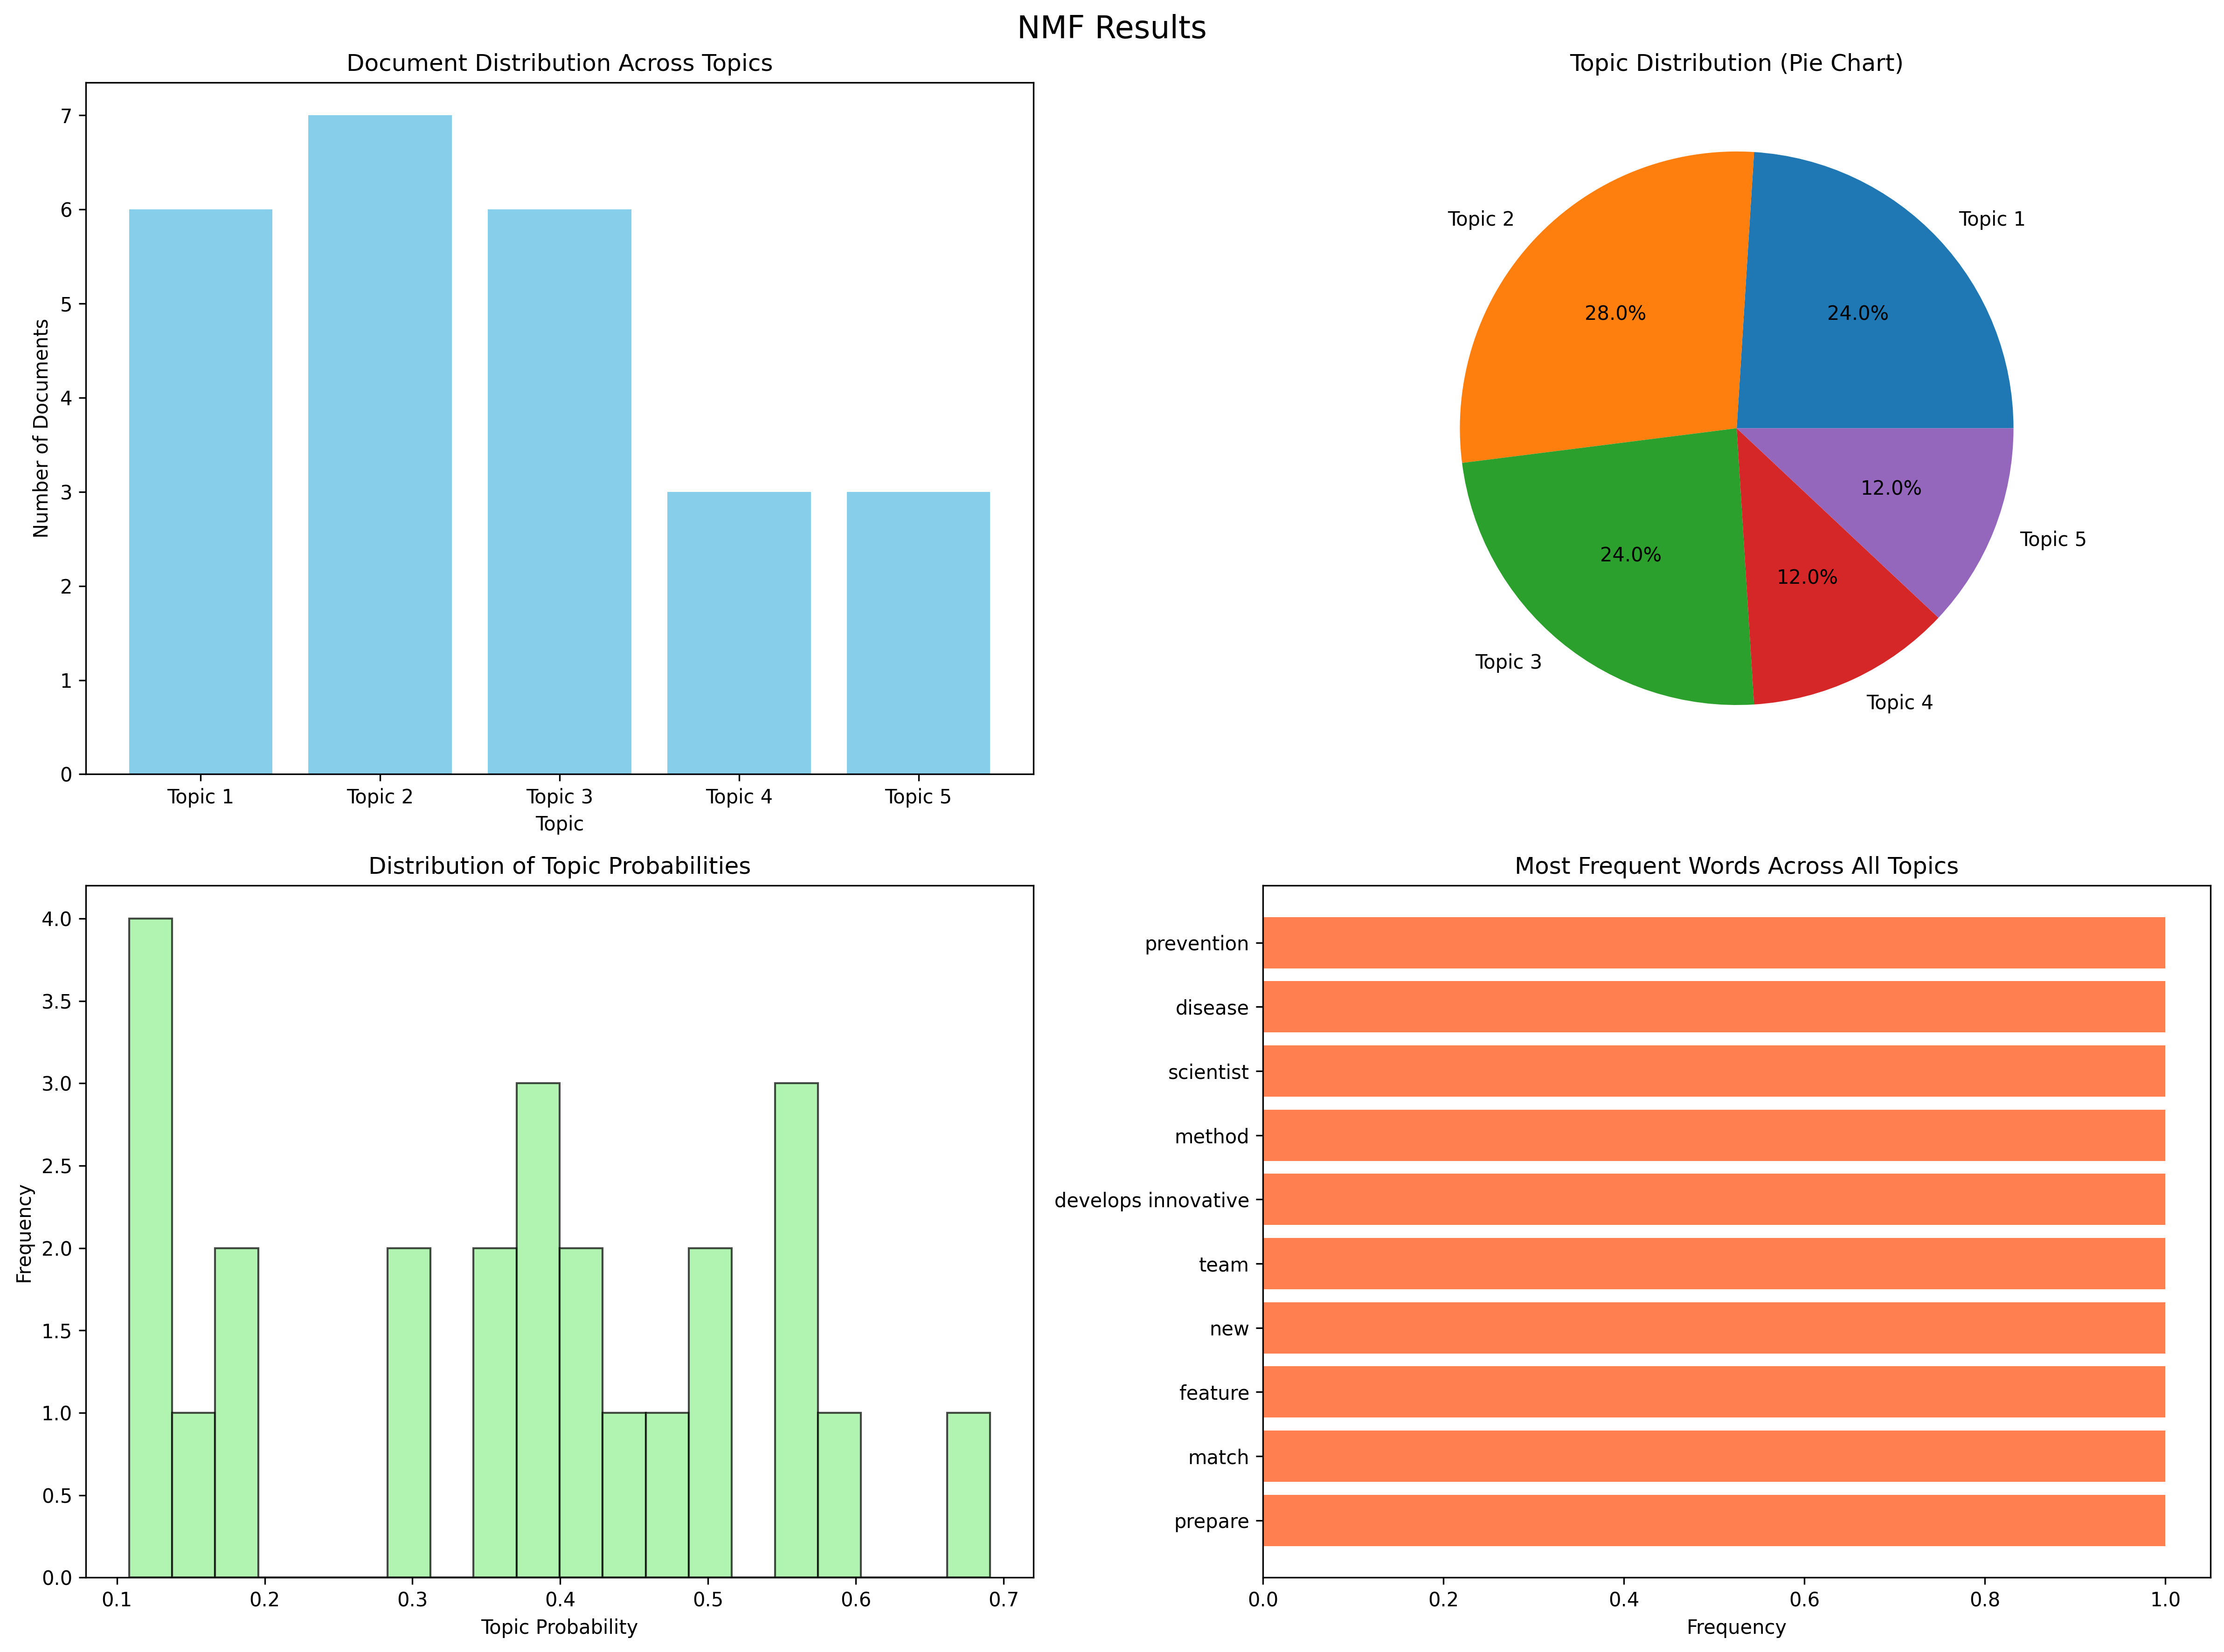 NMF Results
Document Distribution Across Topics
Number of Documents
7
6
5
4
3
2
1
0
Topic 1
Topic 2
Topic 3
Topic 4
Topic 5
Topic
Topic Distribution (Pie Chart)
Topic 1
24.0%
Topic 2
28.0%
Topic 3
24.0%
Topic 4
12.0%
Topic 5
12.0%
Distribution of Topic Probabilities
Frequency
4.0
3.5
3.0
2.5
2.0
1.5
1.0
0.5
0.0
0.1
0.2
0.3
0.4
0.5
0.6
0.7
Topic Probability
Most Frequent Words Across All Topics
prevention
disease
scientist
method
develops innovative
team
new
feature
match
prepare
0.0
0.2
0.4
0.6
0.8
1.0
Frequency